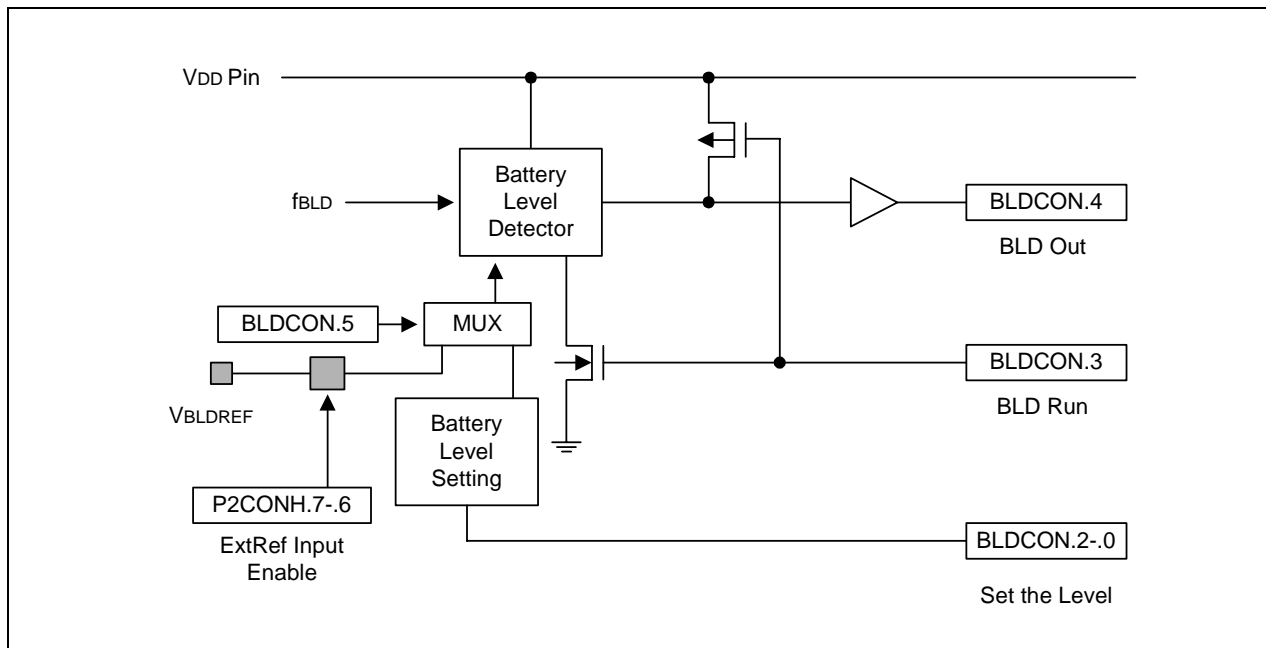 VDD Pin
Battery
Level
Detector
fBLD
BLDCON.4
BLD Out
BLDCON.5
MUX
VBLDREF
BLDCON.3
BLD Run
Battery
Level
Setting
P2CONH.7-.6
ExtRef Input
Enable
BLDCON.2-.0
Set the Level